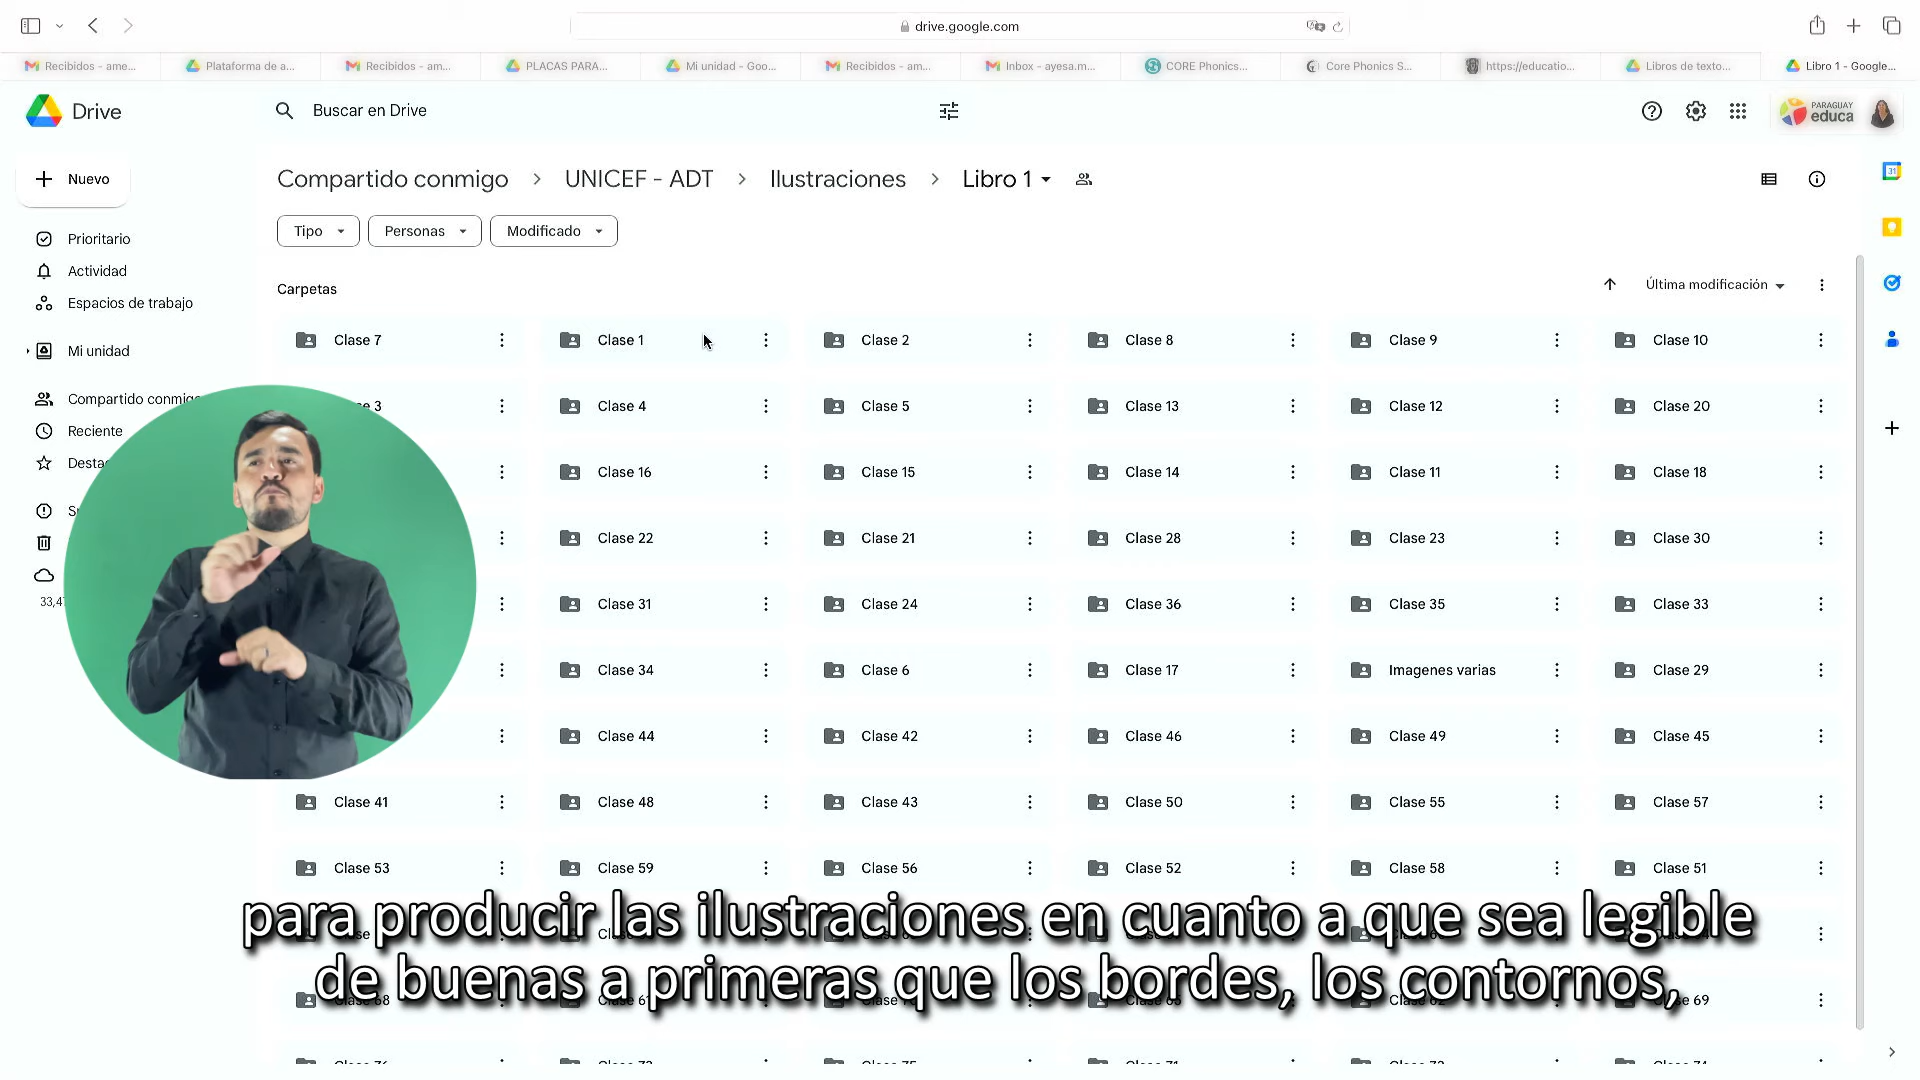 drive.google.com
Recibidos - ame...
Plataforma de a...
Recibidos - am...
PLACAS PARA...
Mi unidad - Goo...
Recibidos - am...
Inbox - ayesa.m...
CORE Phonics...
Core Phonics S...
https://educatio...
Libros de texto...
Libro 1 - Google...
Drive
Buscar en Drive
PARAGUAY
educa
Nuevo
Compartido conmigo > UNICEF - ADT > Ilustraciones > Libro 1
31
Tipo
Personas
Modificado
Prioritario
Actividad
Espacios de trabajo
Mi unidad
Compartido conmigo
Reciente
Desta
33,4
Carpetas
Última modificación
Clase 7
Clase 1
Clase 2
Clase 8
Clase 9
Clase 10
3
Clase 4
Clase 5
Clase 13
Clase 12
Clase 20
Clase 16
Clase 15
Clase 14
Clase 11
Clase 18
Clase 22
Clase 21
Clase 28
Clase 23
Clase 30
Clase 31
Clase 24
Clase 36
Clase 35
Clase 33
Clase 34
Clase 6
Clase 17
Imagenes varias
Clase 29
Clase 44
Clase 42
Clase 46
Clase 49
Clase 45
Clase 41
Clase 48
Clase 43
Clase 50
Clase 55
Clase 57
Clase 53
Clase 59
Clase 56
Clase 52
Clase 58
Clase 51
para producir las ilustraciones en cuanto a que sea legible
de buenas a primeras que los bordes, los contornos,
69